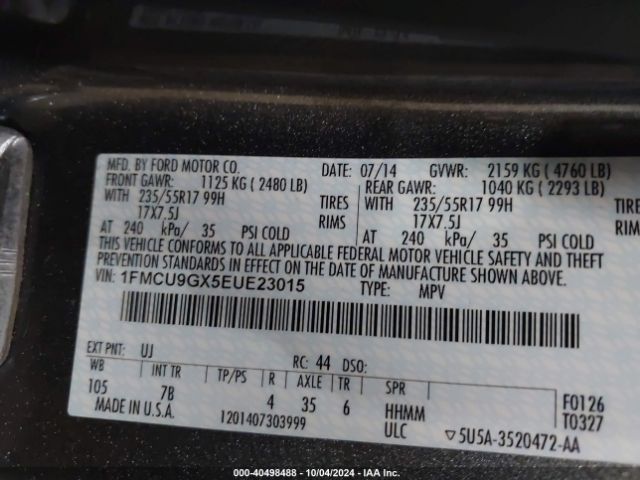 MFD. BY FORD MOTOR CO.
DATE: 07/14 GVWR: 2159 KG ( 4760 LB)
FRONT GAWR: 1125 KG ( 2480 LB)
REAR GAWR: 1040 KG ( 2293 LB)
WITH 235/55R17 99H TIRES
WITH 235/55R17 99H TIRES
17X7.5J RIMS
17X7.5J RIMS
AT 240 kPa/ 35 PSI COLD
AT 240 kPa/ 35 PSI COLD
THIS VEHICLE CONFORMS TO ALL APPLICABLE FEDERAL MOTOR VEHICLE SAFETY AND THEFT
PREVENTION STANDARDS IN EFFECT ON THE DATE OF MANUFACTURE SHOWN ABOVE.
VIN: 1FMCU9GX5EUE23015
TYPE: MPV
EXT PNT: UJ RC: 44 DSO:
WB INT TR TP/PS R AXLE TR SPR
105 7B 4 35 6 HHMM F0126
MADE IN U.S.A. 1201407303999 ULC T0327
5U5A-3520472-AA
000-40498488 - 10/04/2024 - IAA Inc.